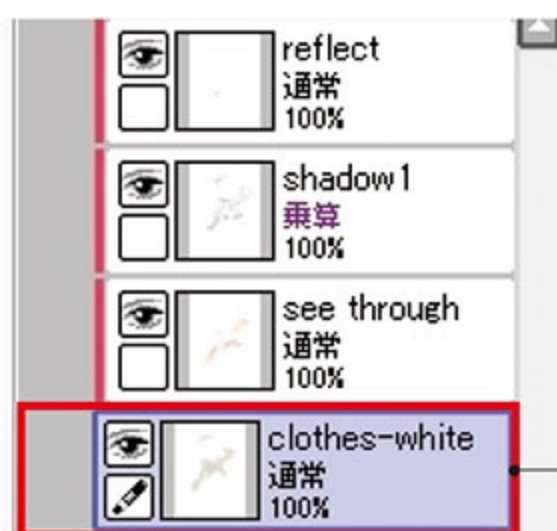 reflect
通常
100%
shadow1
乗算
100%
see through
通常
100%
clothes-white
通常
100%